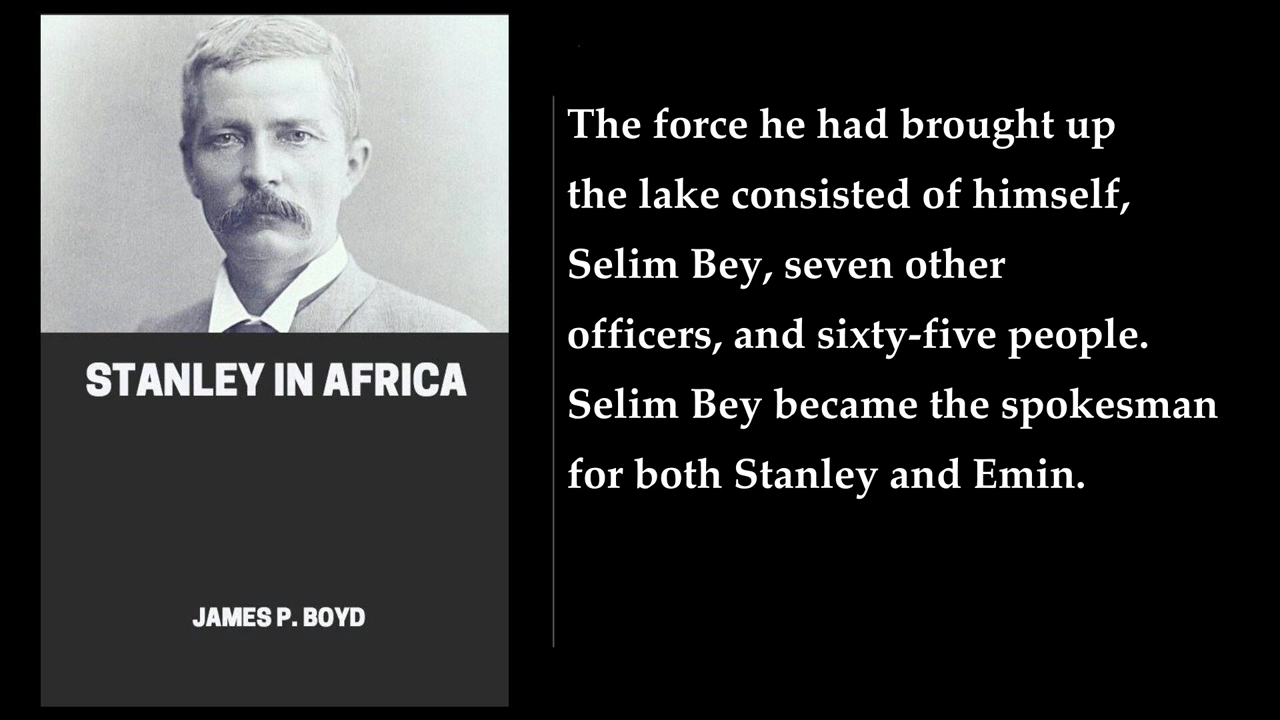 STANLEY IN AFRICA
JAMES P. BOYD
The force he had brought up
the lake consisted of himself,
Selim Bey, seven other
officers, and sixty-five people.
Selim Bey became the spokesman
for both Stanley and Emin.